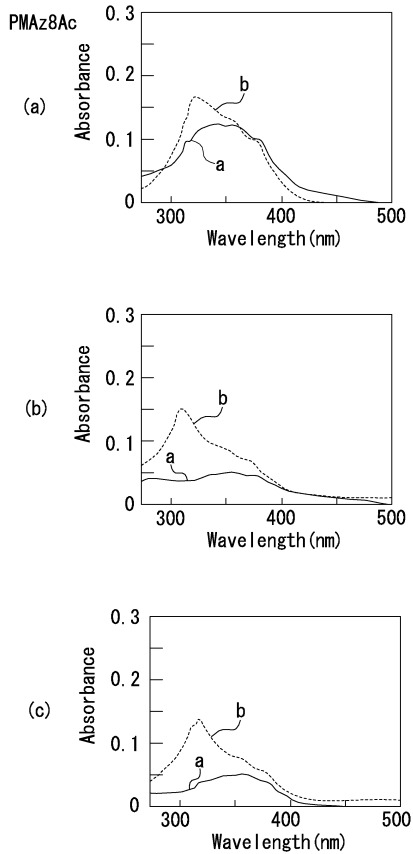 PMAz8Ac
(a)
Absorbance
0.3
0.2
0.1
0
b
a
300 400 500
Wavelength(nm)
(b)
Absorbance
0.3
0.2
0.1
0
b
a
300 400 500
Wavelength(nm)
(c)
Absorbance
0.3
0.2
0.1
0
b
a
300 400 500
Wavelength(nm)